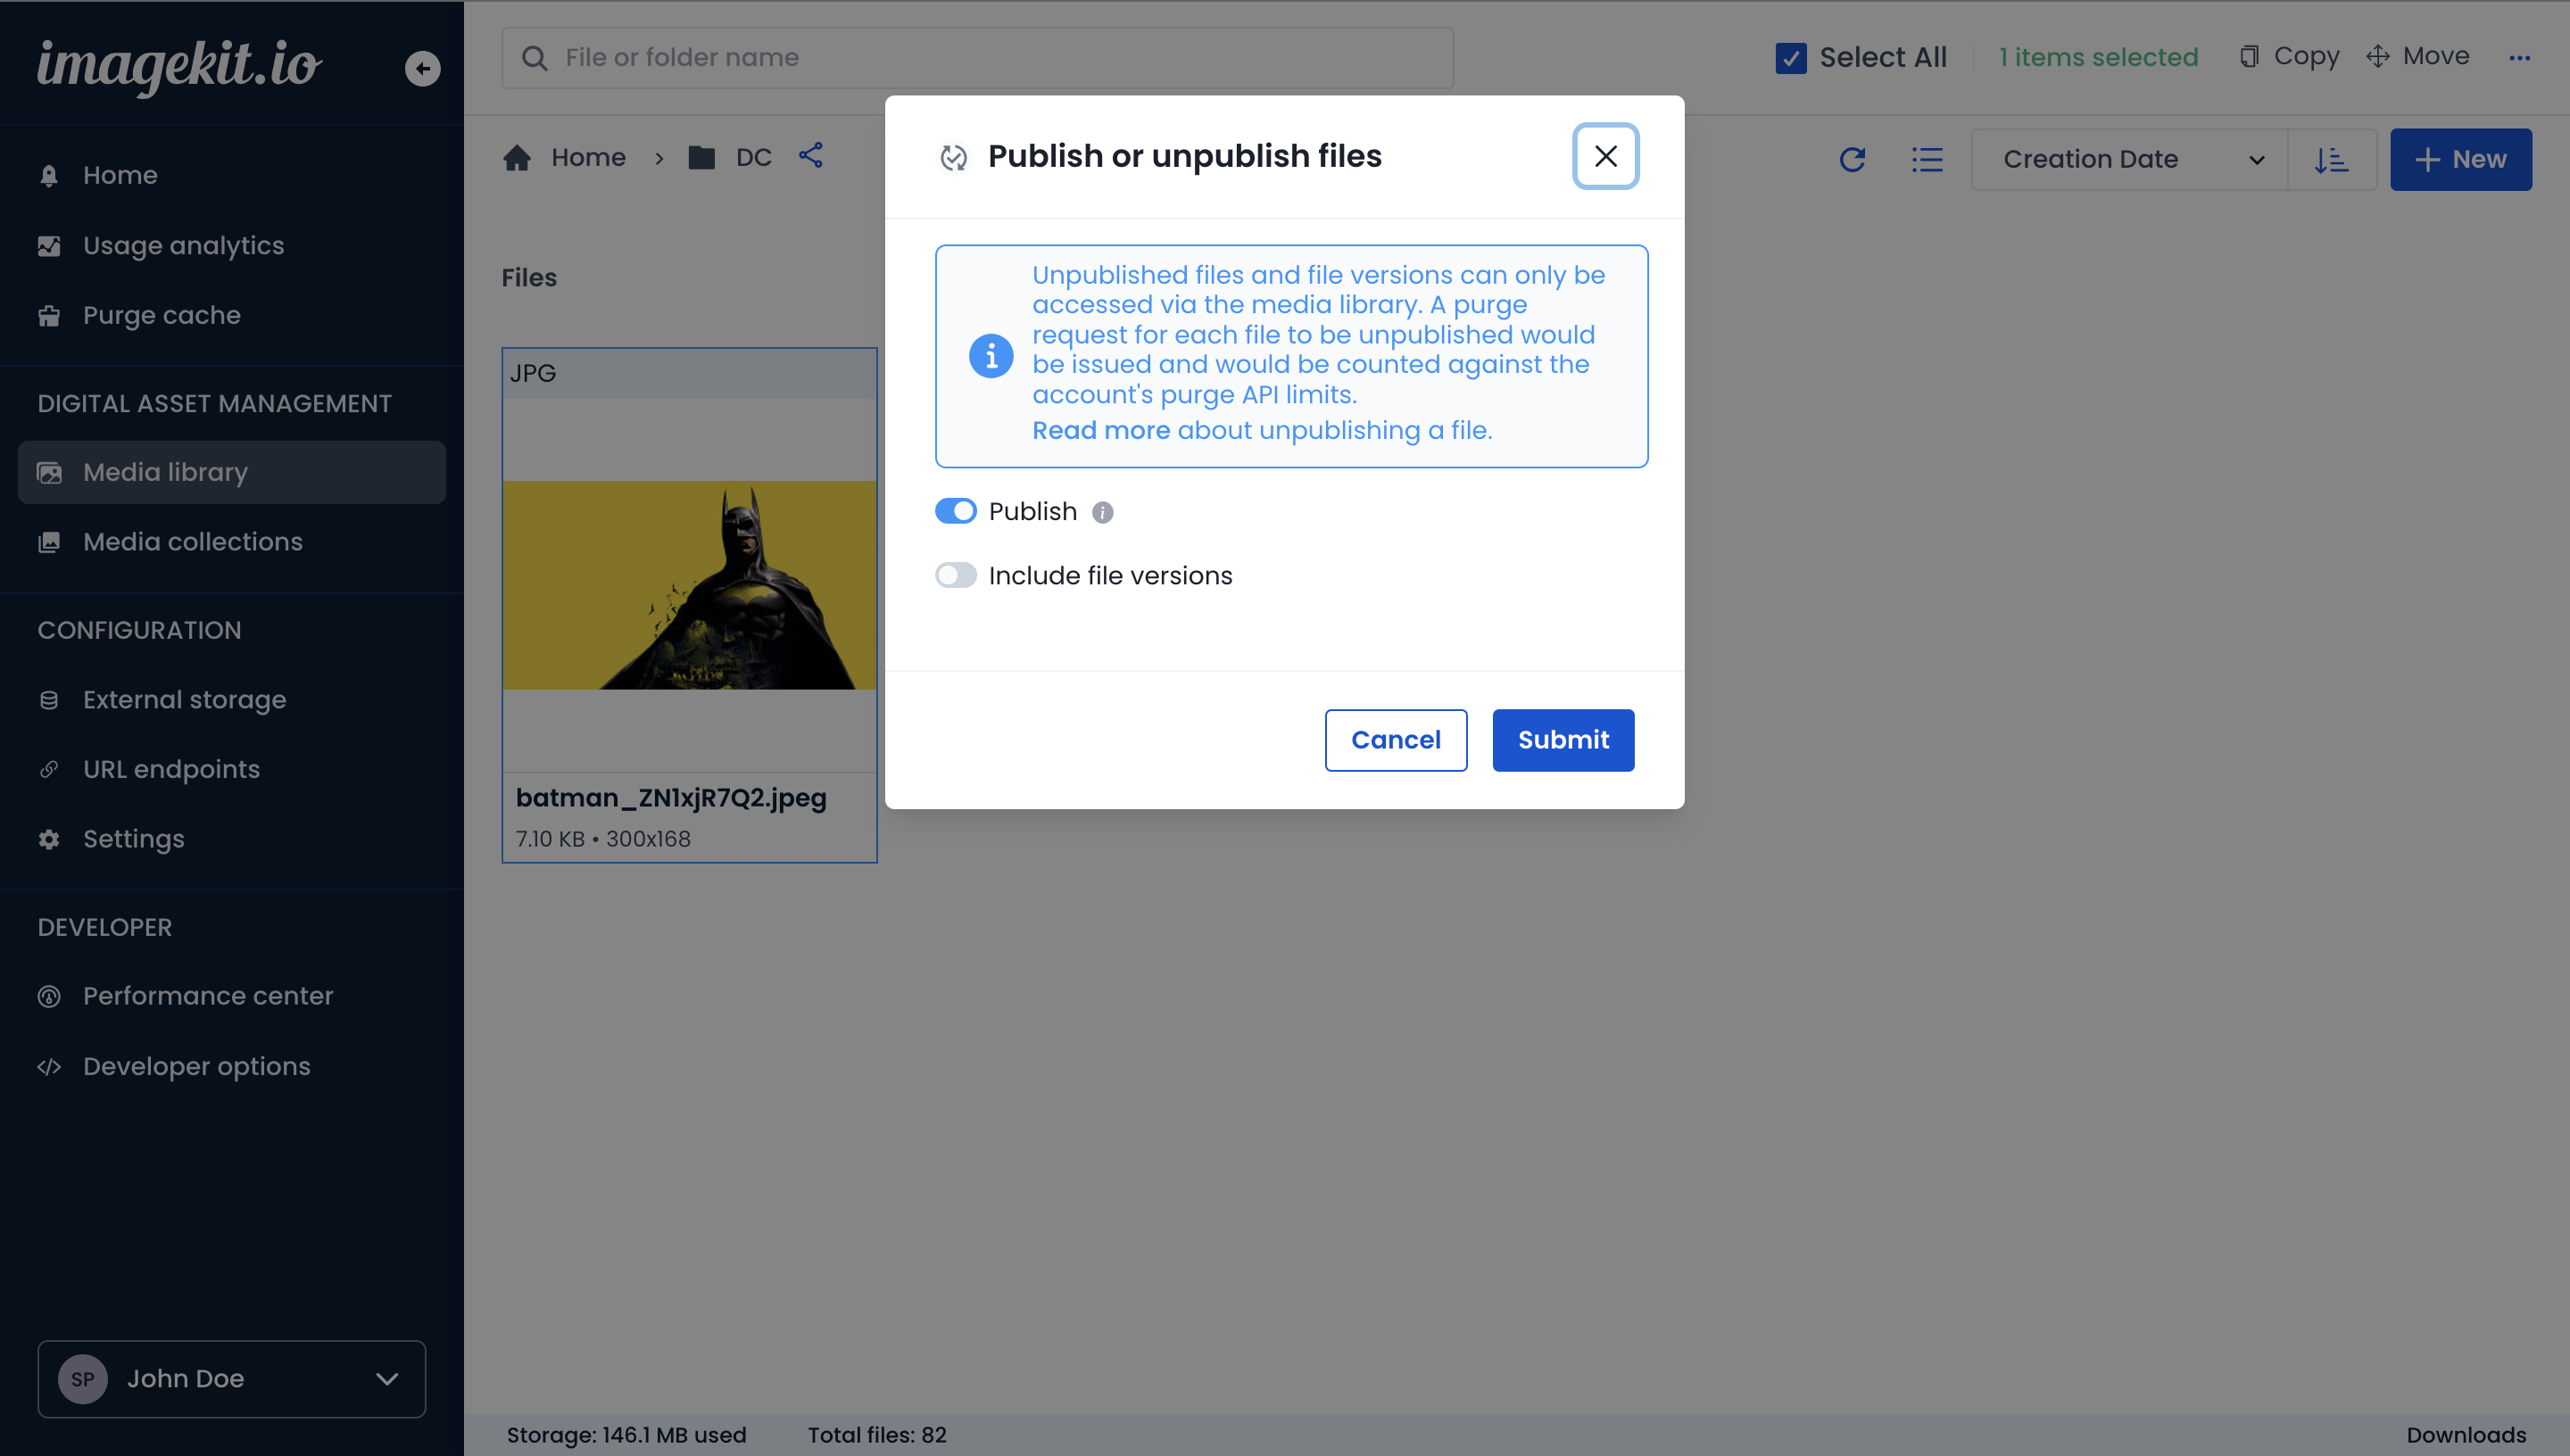 imagekit.io
Home
Usage analytics
Purge cache
DIGITAL ASSET MANAGEMENT
Media library
Media collections
CONFIGURATION
External storage
URL endpoints
Settings
DEVELOPER
Performance center
Developer options
SP John Doe
File or folder name
Select All 1 items selected Copy Move
Home > DC
Creation Date
+ New
Files
JPG
batman_ZN1xjR7Q2.jpeg
7.10 KB • 300x168
Publish or unpublish files
Unpublished files and file versions can only be
accessed via the media library. A purge
request for each file to be unpublished would
be issued and would be counted against the
account's purge API limits.
Read more about unpublishing a file.
Publish
Include file versions
Cancel Submit
Storage: 146.1 MB used Total files: 82 Downloads